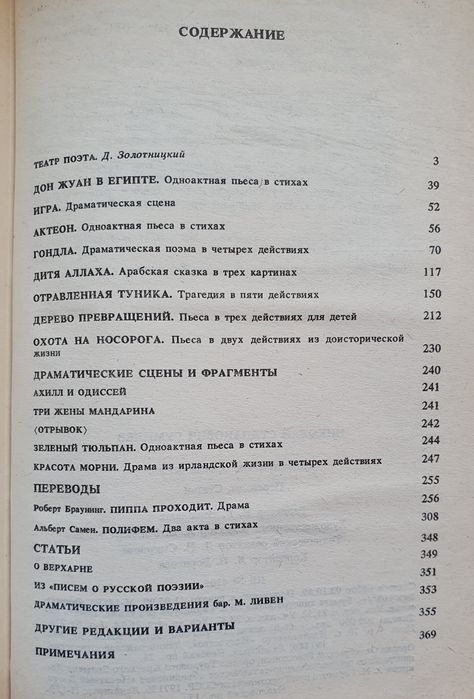 СОДЕРЖАНИЕ
ТЕАТР ПОЭТА. Д. Золотницкий 3
ДОН ЖУАН В ЕГИПТЕ. Одноактная пьеса в стихах 39
ИГРА. Драматическая сцена 52
АКТЕОН. Одноактная пьеса в стихах 56
ГОНДЛА. Драматическая поэма в четырех действиях 70
ДИТЯ АЛЛАХА. Арабская сказка в трех картинах 117
ОТРАВЛЕННАЯ ТУНИКА. Трагедия в пяти действиях 150
ДЕРЕВО ПРЕВРАЩЕНИЙ. Пьеса в трех действиях для детей 212
ОХОТА НА НОСОРОГА. Пьеса в двух действиях из доисторической
жизни 230
ДРАМАТИЧЕСКИЕ СЦЕНЫ И ФРАГМЕНТЫ 240
АХИЛЛ И ОДИССЕЙ 241
ТРИ ЖЕНЫ МАНДАРИНА 241
〈ОТРЫВОК〉 242
ЗЕЛЕНЫЙ ТЮЛЬПАН. Одноактная пьеса в стихах 244
КРАСОТА МОРНИ. Драма из ирландской жизни в четырех действиях 247
ПЕРЕВОДЫ 255
Роберт Браунинг. ПИППА ПРОХОДИТ. Драма 256
Альберт Самен. ПОЛИФЕМ. Два акта в стихах 308
СТАТЬИ 348
О ВЕРХАРНЕ 349
ИЗ «ПИСЕМ О РУССКОЙ ПОЭЗИИ» 351
ДРАМАТИЧЕСКИЕ ПРОИЗВЕДЕНИЯ бар. М. ЛИВЕН 353
ДРУГИЕ РЕДАКЦИИ И ВАРИАНТЫ 355
ПРИМЕЧАНИЯ 369